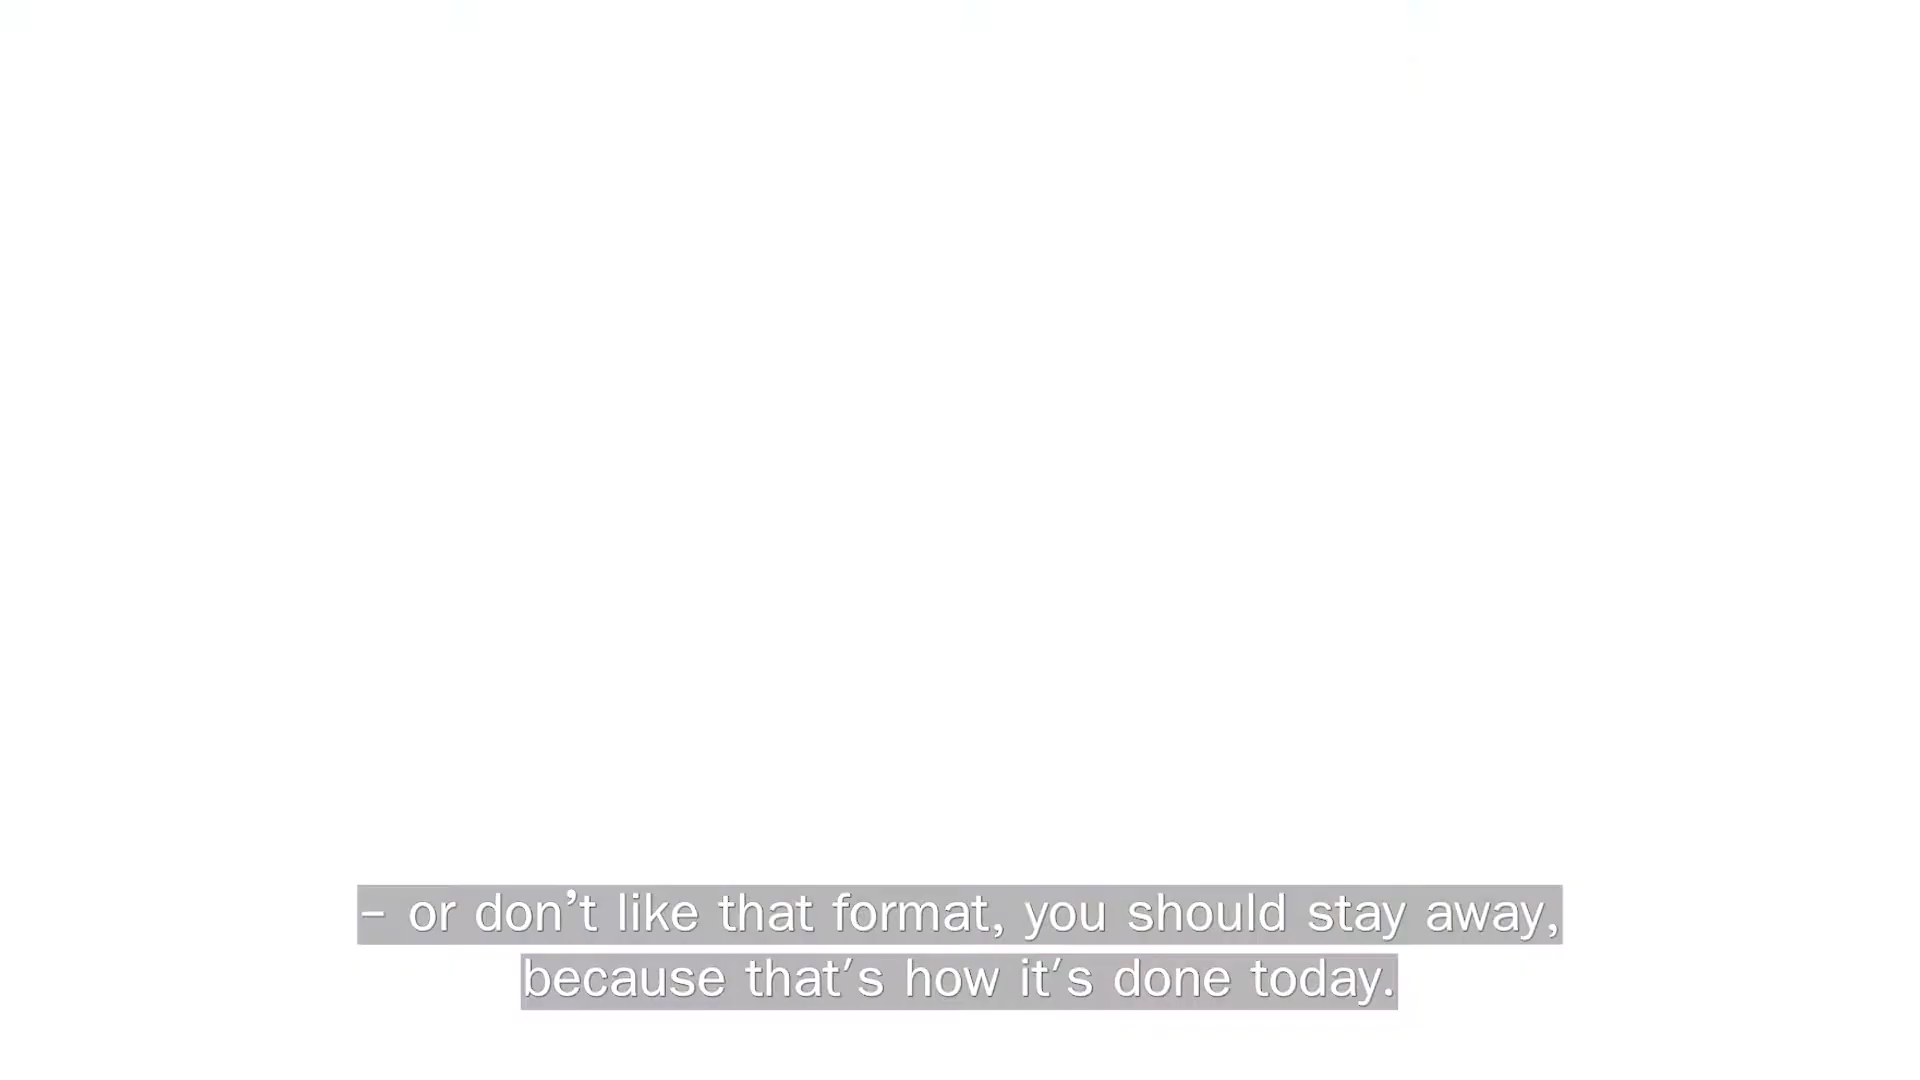 – or don’t like that format, you should stay away,
because that's how it's done today.